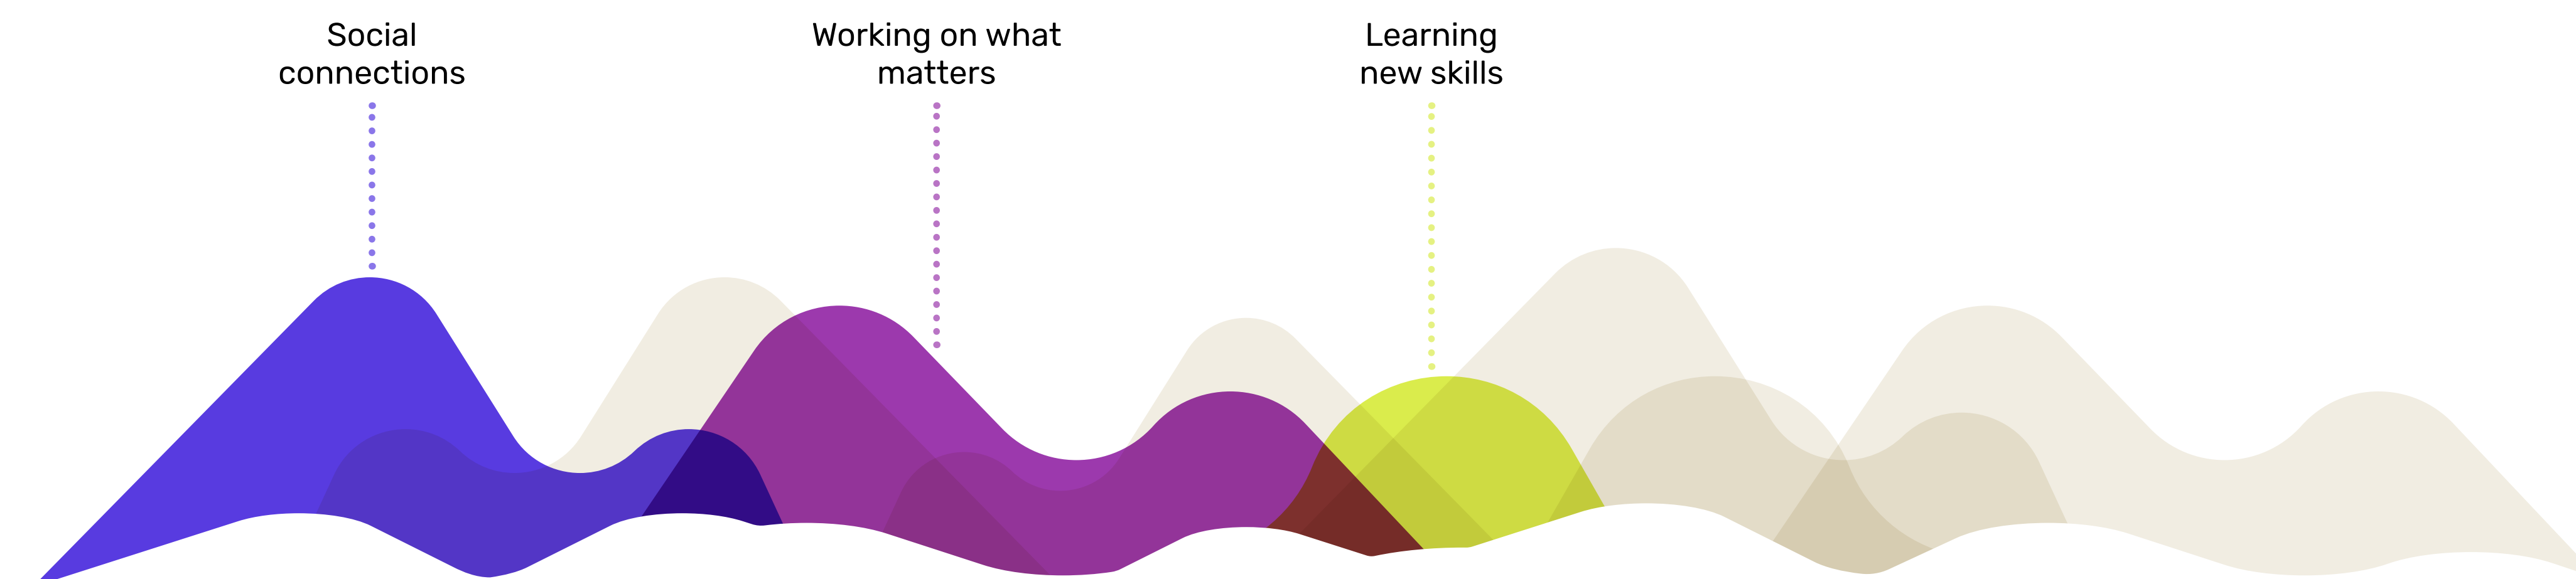 Social
connections
Working on what
matters
Learning
new skills